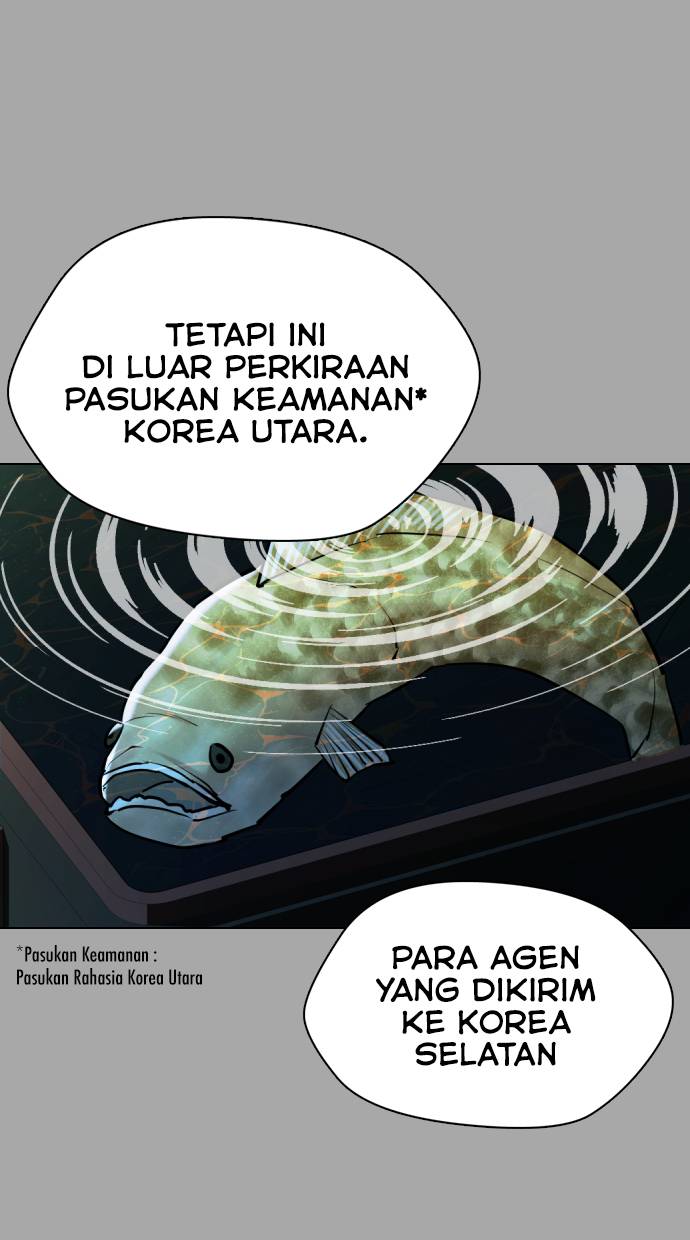 TETAPI INI
DI LUAR PERKIRAAN
PASUKAN KEAMANAN*
KOREA UTARA.
*Pasukan Keamanan :
Pasukan Rahasia Korea Utara
PARA AGEN
YANG DIKIRIM
KE KOREA
SELATAN